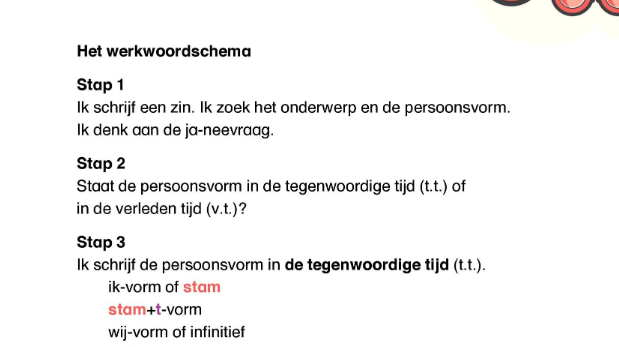 Het werkwoordschema
Stap 1
Ik schrijf een zin. Ik zoek het onderwerp en de persoonsvorm.
Ik denk aan de ja-neevraag.
Stap 2
Staat de persoonsvorm in de tegenwoordige tijd (t.t.) of
in de verleden tijd (v.t.)?
Stap 3
Ik schrijf de persoonsvorm in de tegenwoordige tijd (t.t.).
ik-vorm of stam
stam+t-vorm
wij-vorm of infinitief